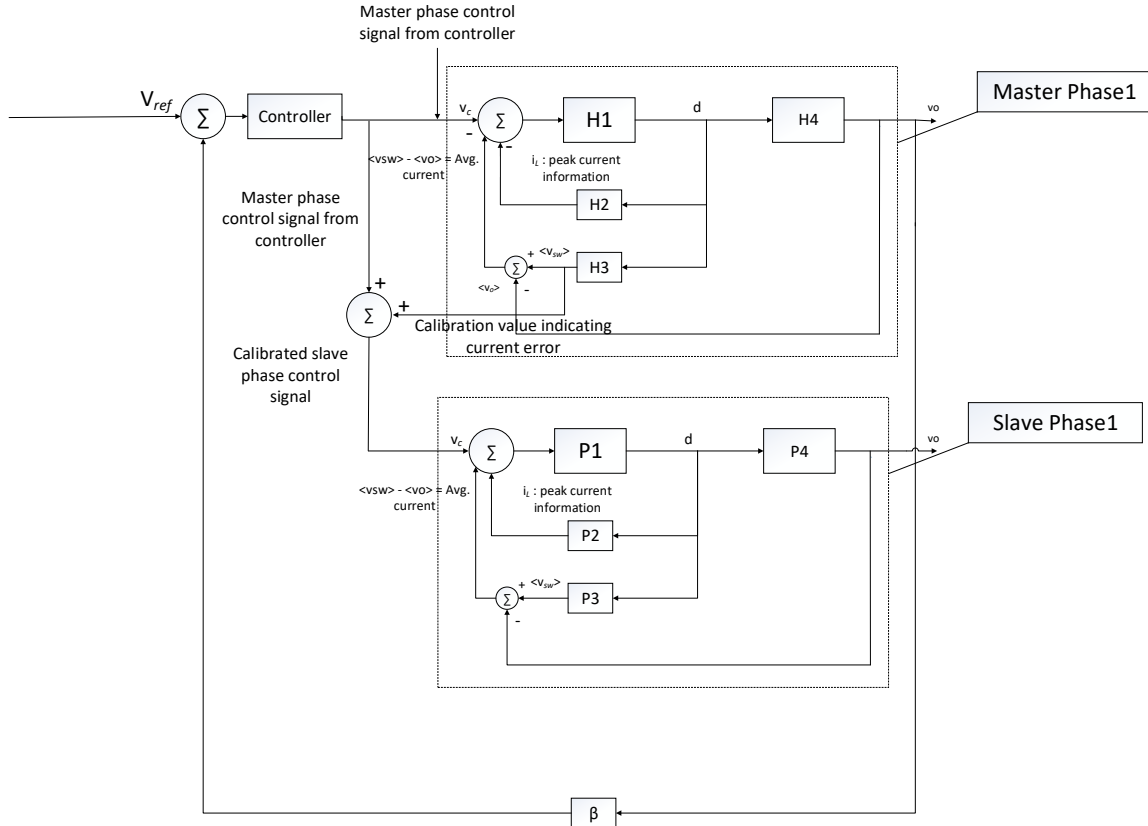 Master phase control
signal from controller
Master Phase1
V_ref
Σ
Controller
v_c
-
Σ
-
H1
d
H4
vo
<vsw> - <vo> = Avg.
current
i_L : peak current
information
H2
Master phase
control signal from
controller
+ <v_sw>
H3
Σ
<v_o>
-
+
+
Σ
Calibration value indicating
current error
Calibrated slave
phase control
signal
Slave Phase1
v_c
Σ
P1
d
P4
vo
<vsw> - <vo> = Avg.
current
i_L : peak current
information
P2
+ <v_sw>
P3
Σ
-
β